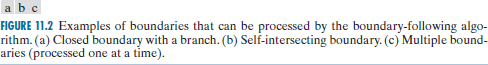 a b c
FIGURE 11.2 Examples of boundaries that can be processed by the boundary-following algo-
rithm. (a) Closed boundary with a branch. (b) Self-intersecting boundary. (c) Multiple bound-
aries (processed one at a time).